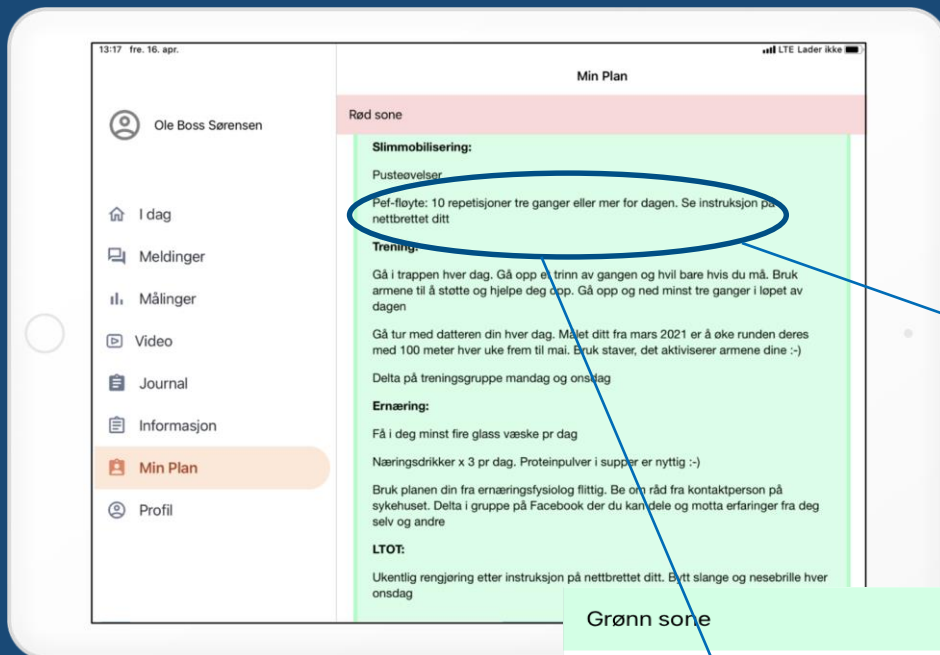 13:17 fre. 16. apr.
LTE Lader ikke
Min Plan
Ole Boss Sørensen
I dag
Meldinger
Målinger
Video
Journal
Informasjon
Min Plan
Profil
Rød sone
Slimmobilisering:
Pusteøvelser
Pef-fløyte: 10 repetisjoner tre ganger eller mer for dagen. Se instruksjon på
nettbrettet ditt
Trening:
Gå i trappen hver dag. Gå opp et trinn av gangen og hvil bare hvis du må. Bruk
armene til å støtte og hjelpe deg opp. Gå opp og ned minst tre ganger i løpet av
dagen
Gå tur med datteren din hver dag. Målet ditt fra mars 2021 er å øke runden deres
med 100 meter hver uke frem til mai. Bruk staver, det aktiviserer armene dine :-)
Delta på treningsgruppe mandag og onsdag
Ernæring:
Få i deg minst fire glass væske pr dag
Næringsdrikker x 3 pr dag. Proteinpulver i supper er nyttig :-)
Bruk planen din fra ernæringsfysiolog flittig. Be om råd fra kontaktperson på
sykehuset. Delta i gruppe på Facebook der du kan dele og motta erfaringer fra deg
selv og andre
LTOT:
Ukentlig rengjøring etter instruksjon på nettbrettet ditt. Bytt slange og nesebrille hver
onsdag
Grønn sone